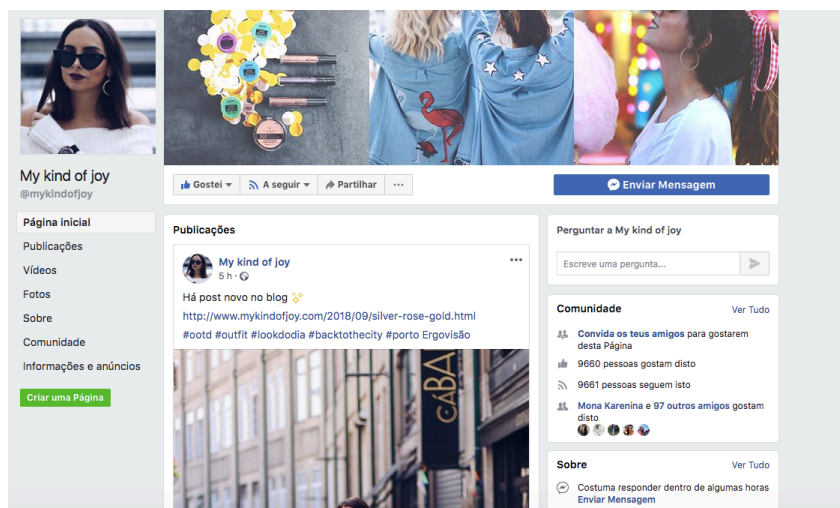 My kind of joy
@mykindofjoy
Página inicial
Publicações
Vídeos
Fotos
Sobre
Comunidade
Informações e anúncios
Criar uma Página
Gostei
A seguir
Partilhar
Enviar Mensagem
Publicações
My kind of joy
5 h ·
Há post novo no blog
http://www.mykindofjoy.com/2018/09/silver-rose-gold.html
#ootd #outfit #lookdodia #backtothecity #porto Ergovisão
CÁBA
Perguntar a My kind of joy
Escreve uma pergunta...
Comunidade
Ver Tudo
Convida os teus amigos para gostarem
desta Página
9660 pessoas gostam disto
9661 pessoas seguem isto
Mona Karenina e 97 outros amigos gostam
disto
Sobre
Ver Tudo
Costuma responder dentro de algumas horas
Enviar Mensagem